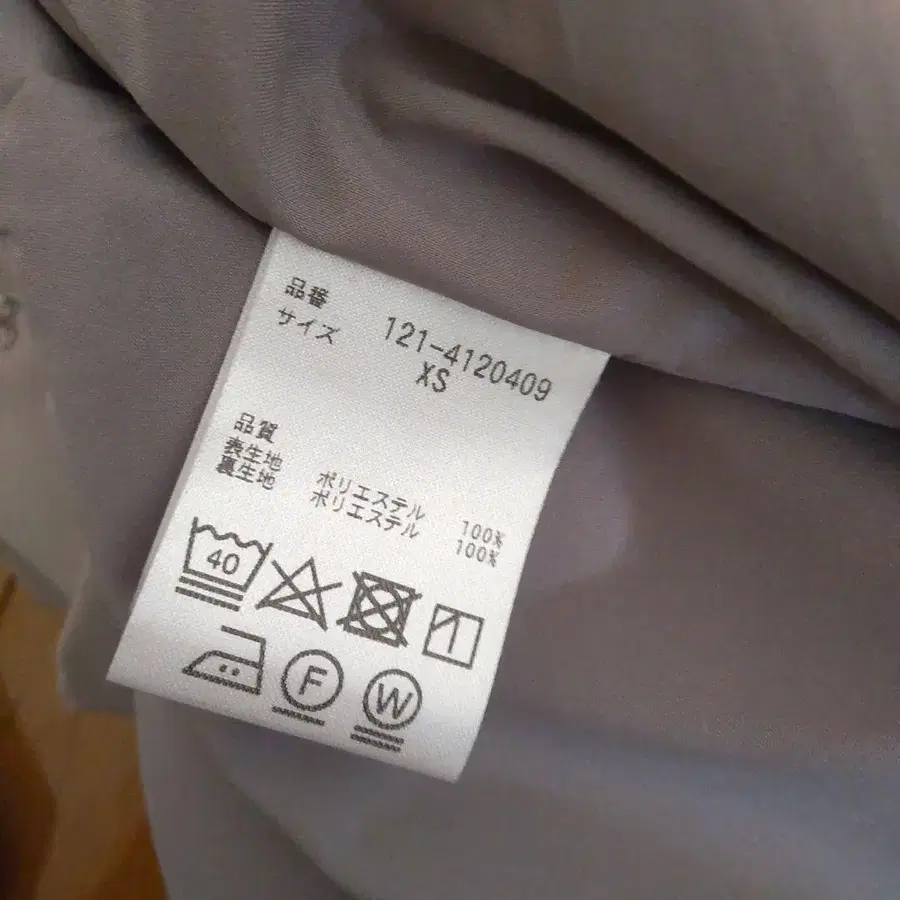 品番 121-4120409
サイズ XS
品質
表生地 ポリエステル 100%
裏生地 ポリエステル 100%
40
F W